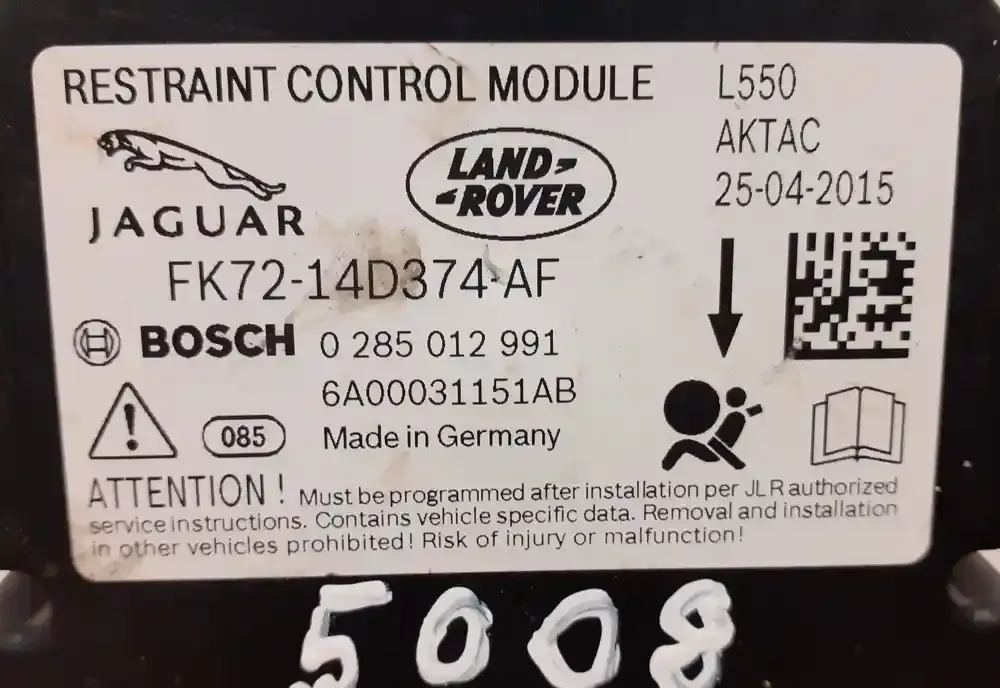 RESTRAINT CONTROL MODULE
L550
AKTAC
25-04-2015
JAGUAR
LAND
ROVER
FK72-14D374-AF
BOSCH 0 285 012 991
6A00031151AB
085 Made in Germany
ATTENTION! Must be programmed after installation per JLR authorized
service instructions. Contains vehicle specific data. Removal and installation
in other vehicles prohibited! Risk of injury or malfunction!
5008